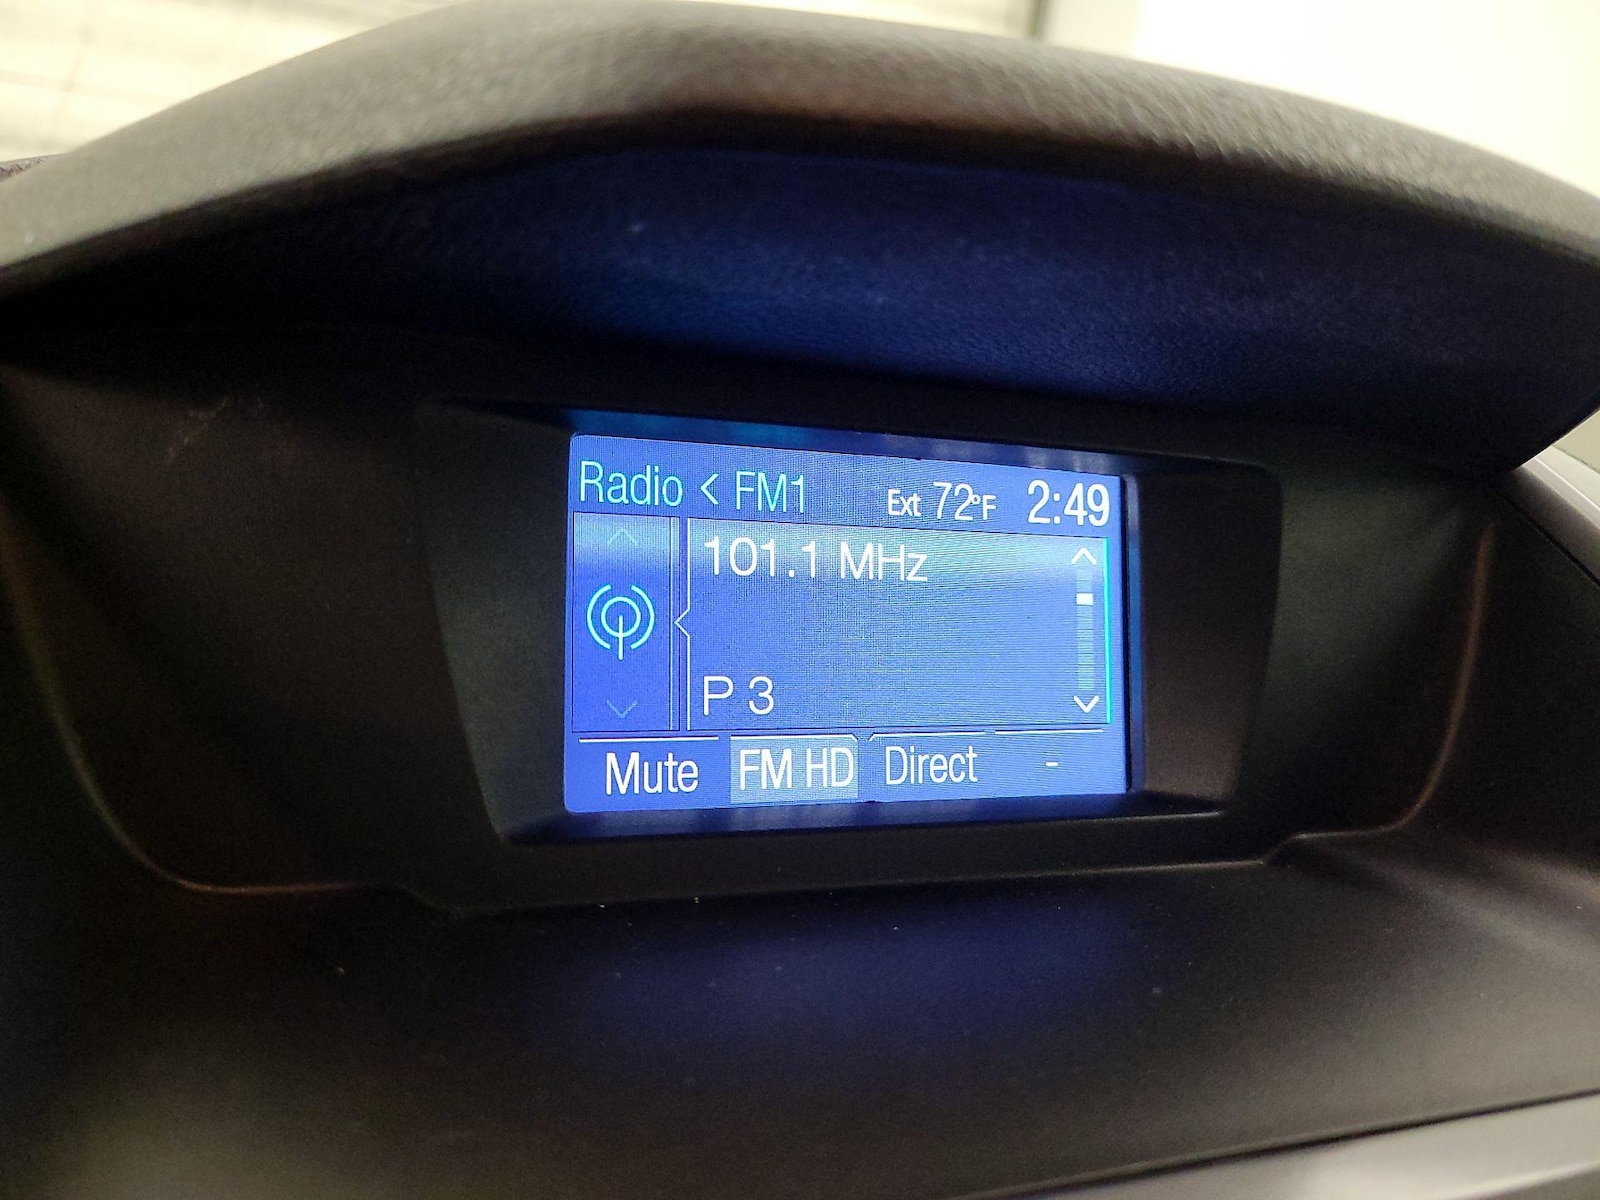 Radio < FM1 Ext 72°F 2:49
101.1 MHz
P 3
Mute FM HD Direct -